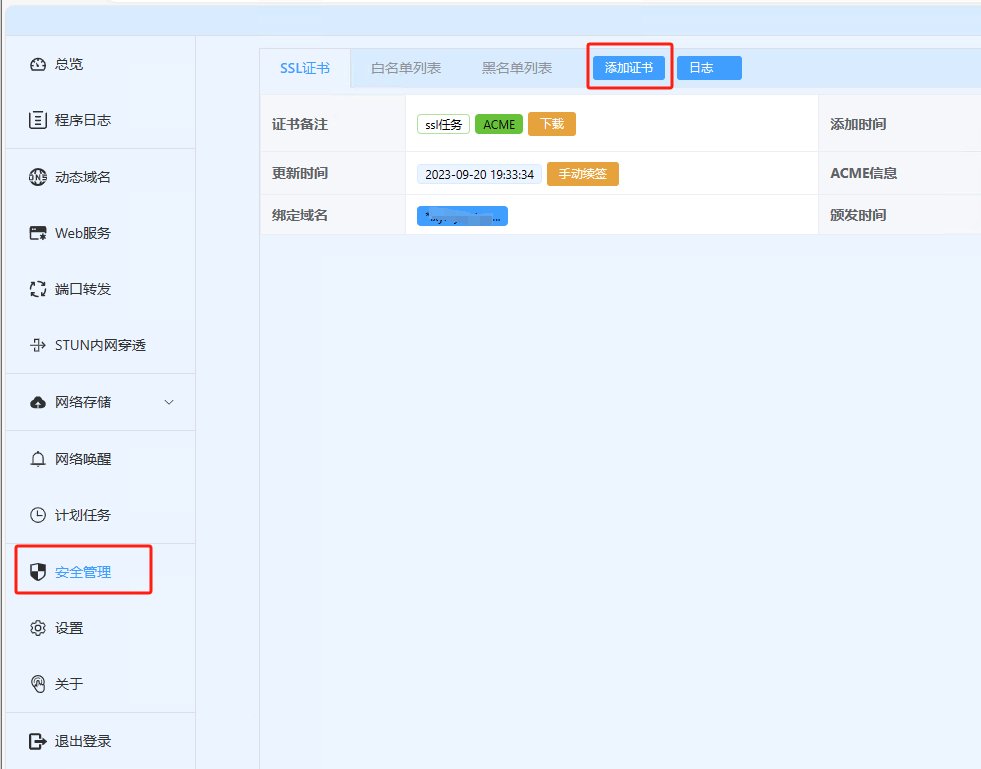 总览
程序日志
动态域名
Web服务
端口转发
STUN内网穿透
网络存储
网络唤醒
计划任务
安全管理
设置
关于
退出登录
SSL证书 白名单列表 黑名单列表 添加证书 日志
证书备注 ssl任务 ACME 下载 添加时间
更新时间 2023-09-20 19:33:34 手动续签 ACME信息
绑定域名 颁发时间